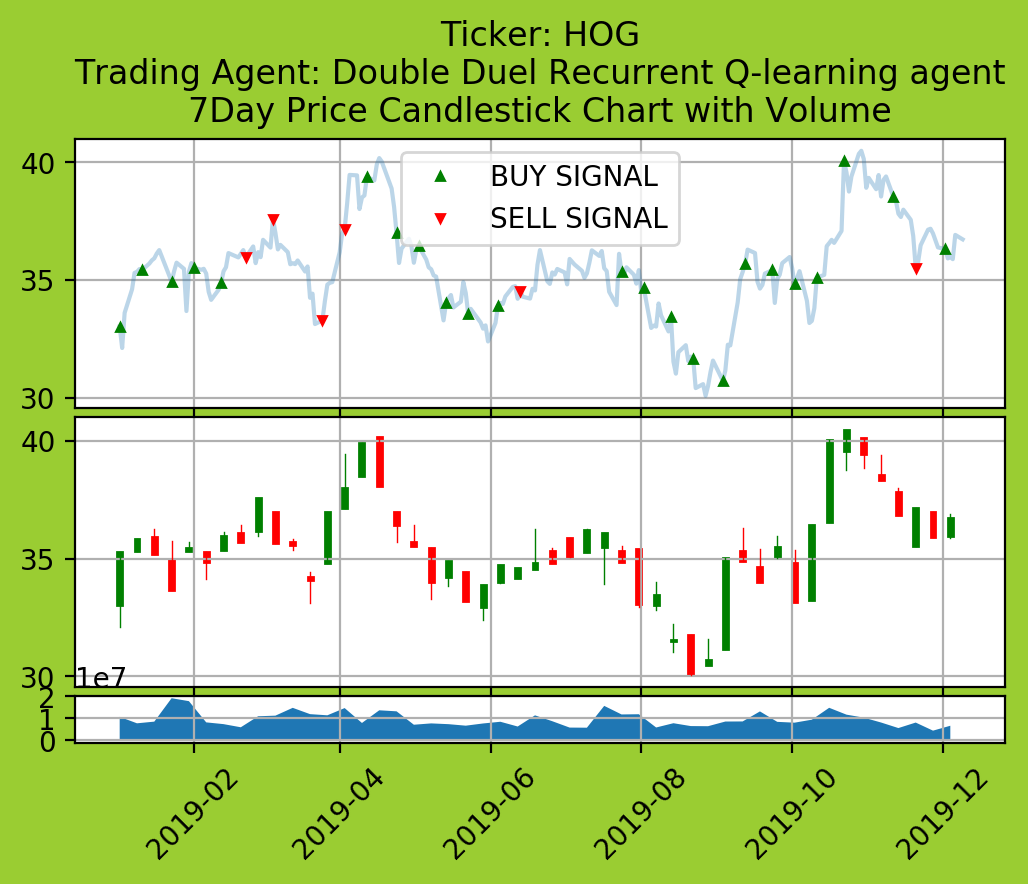 Ticker: HOG
Trading Agent: Double Duel Recurrent Q-learning agent
7Day Price Candlestick Chart with Volume
40
35
30
BUY SIGNAL
SELL SIGNAL
40
35
30
1e7
2
1
0
2019-02
2019-04
2019-06
2019-08
2019-10
2019-12